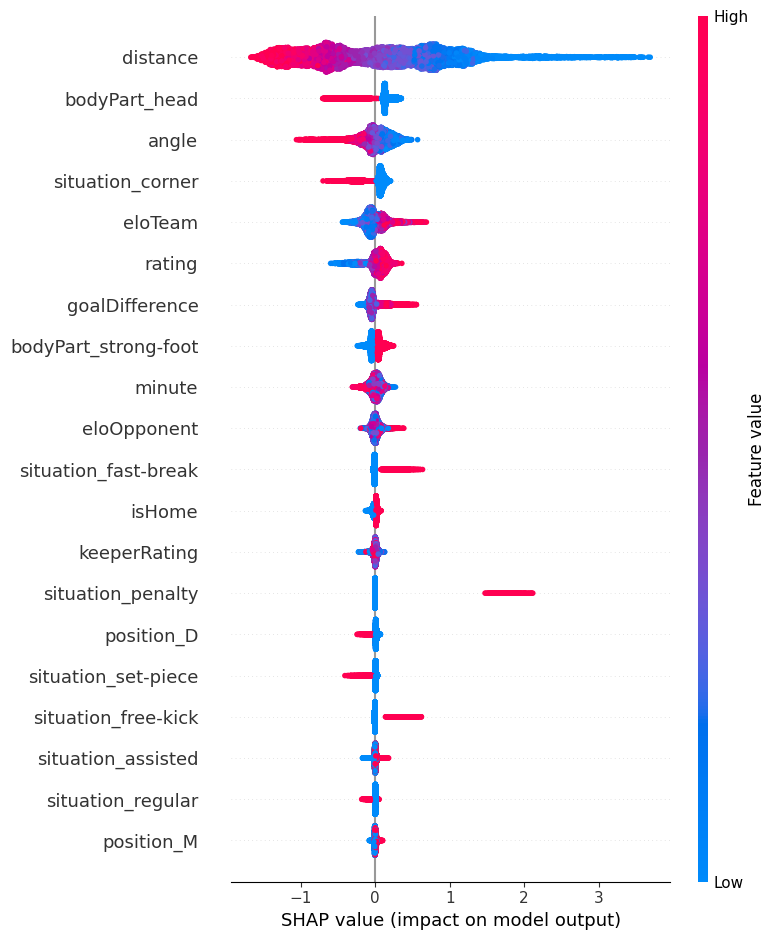 High
distance
bodyPart_head
angle
situation_corner
eloTeam
rating
goalDifference
bodyPart_strong-foot
minute
eloOpponent
situation_fast-break
isHome
keeperRating
situation_penalty
position_D
situation_set-piece
situation_free-kick
situation_assisted
situation_regular
position_M
Feature value
Low
−1 0 1 2 3
SHAP value (impact on model output)